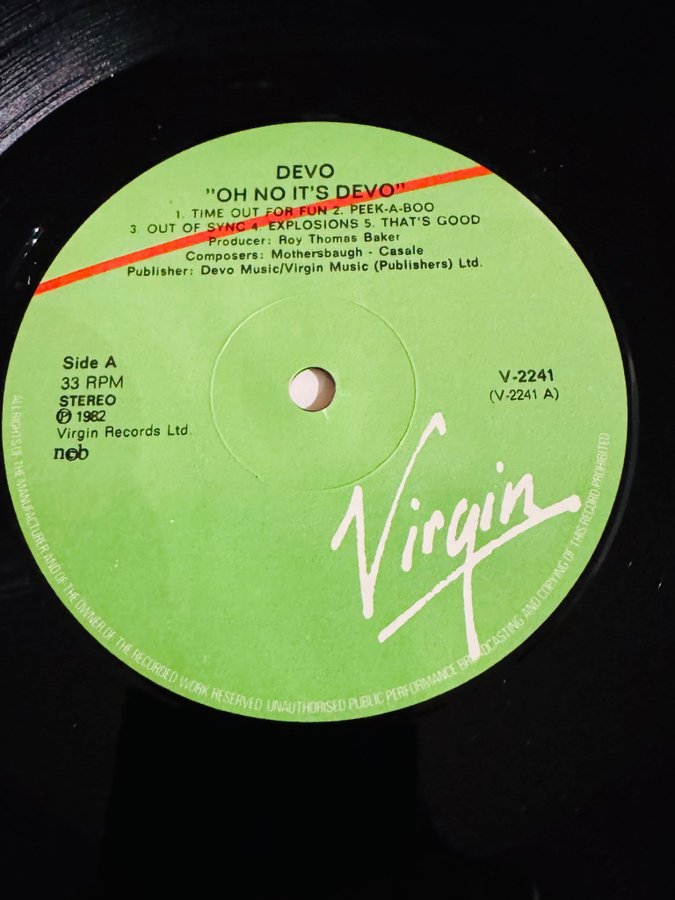 DEVO
"OH NO IT'S DEVO"
1. TIME OUT FOR FUN 2. PEEK-A-BOO
3. OUT OF SYNC 4. EXPLOSIONS 5. THAT'S GOOD
Producer: Roy Thomas Baker
Composers: Mothersbaugh - Casale
Publisher: Devo Music/Virgin Music (Publishers) Ltd.
Side A
33 RPM
STEREO
Ⓟ 1982
Virgin Records Ltd.
ncb
V-2241
(V-2241 A)
Virgin
ALL RIGHTS OF THE MANUFACTURER AND OF THE OWNER OF THE RECORDED WORK RESERVED UNAUTHORISED PUBLIC PERFORMANCE BROADCASTING AND COPYING OF THIS RECORD PROHIBITED